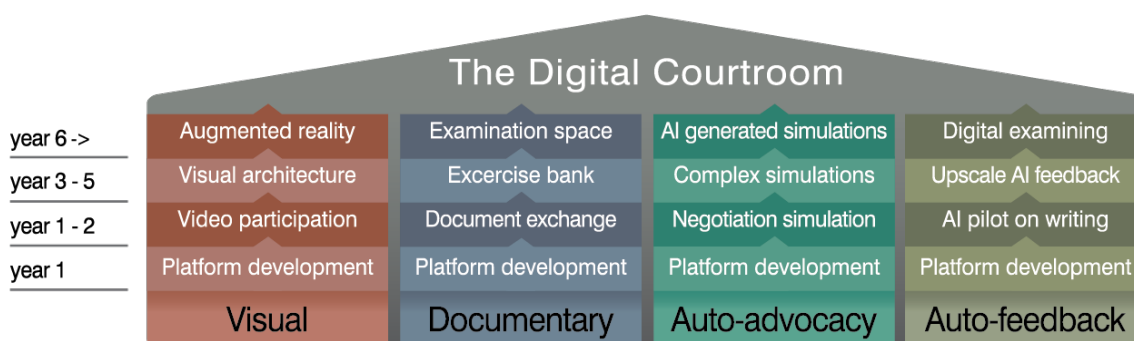 The Digital Courtroom
year 6 ->
Augmented reality
Examination space
AI generated simulations
Digital examining
year 3 - 5
Visual architecture
Excercise bank
Complex simulations
Upscale AI feedback
year 1 - 2
Video participation
Document exchange
Negotiation simulation
AI pilot on writing
year 1
Platform development
Platform development
Platform development
Platform development
Visual
Documentary
Auto-advocacy
Auto-feedback